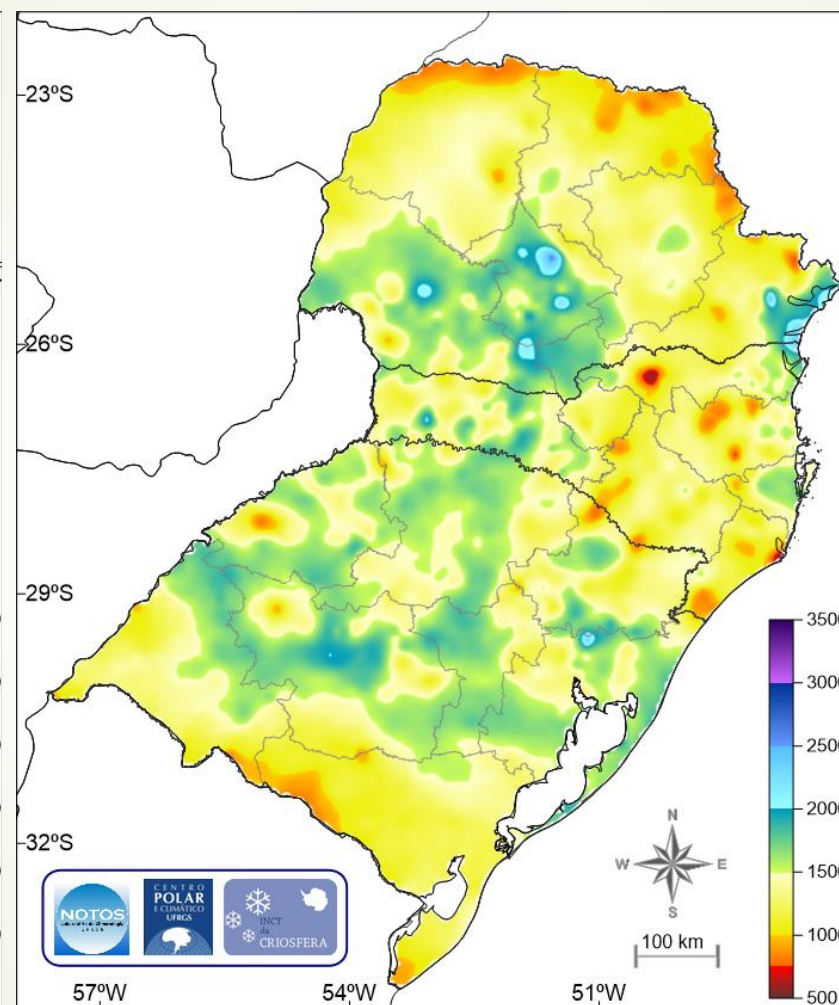 23ºS
26ºS
29ºS
32ºS
57ºW
54ºW
51ºW
3500
3000
2500
2000
1500
1000
500
N
W
E
S
100 km
NOTOS
CENTRO
POLAR
E CLIMÁTICO
UFRGS
INCT
da
CRIOSFERA